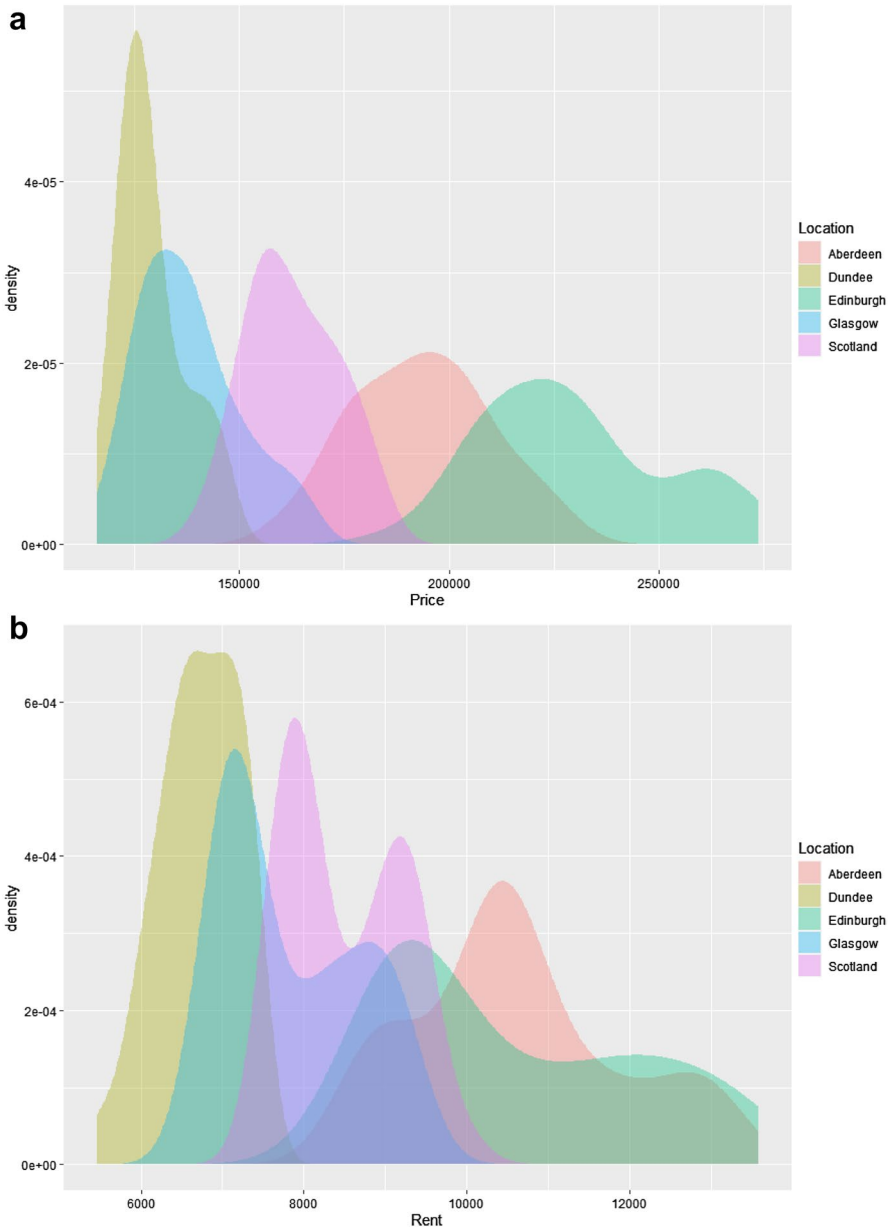 a
density
4e-05
2e-05
0e+00
150000
200000
250000
Price
Location
Aberdeen
Dundee
Edinburgh
Glasgow
Scotland
b
density
6e-04
4e-04
2e-04
0e+00
6000
8000
10000
12000
Rent
Location
Aberdeen
Dundee
Edinburgh
Glasgow
Scotland